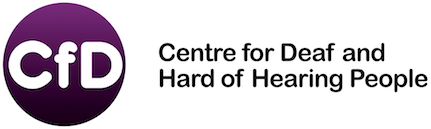 CfD
Centre for Deaf and
Hard of Hearing People